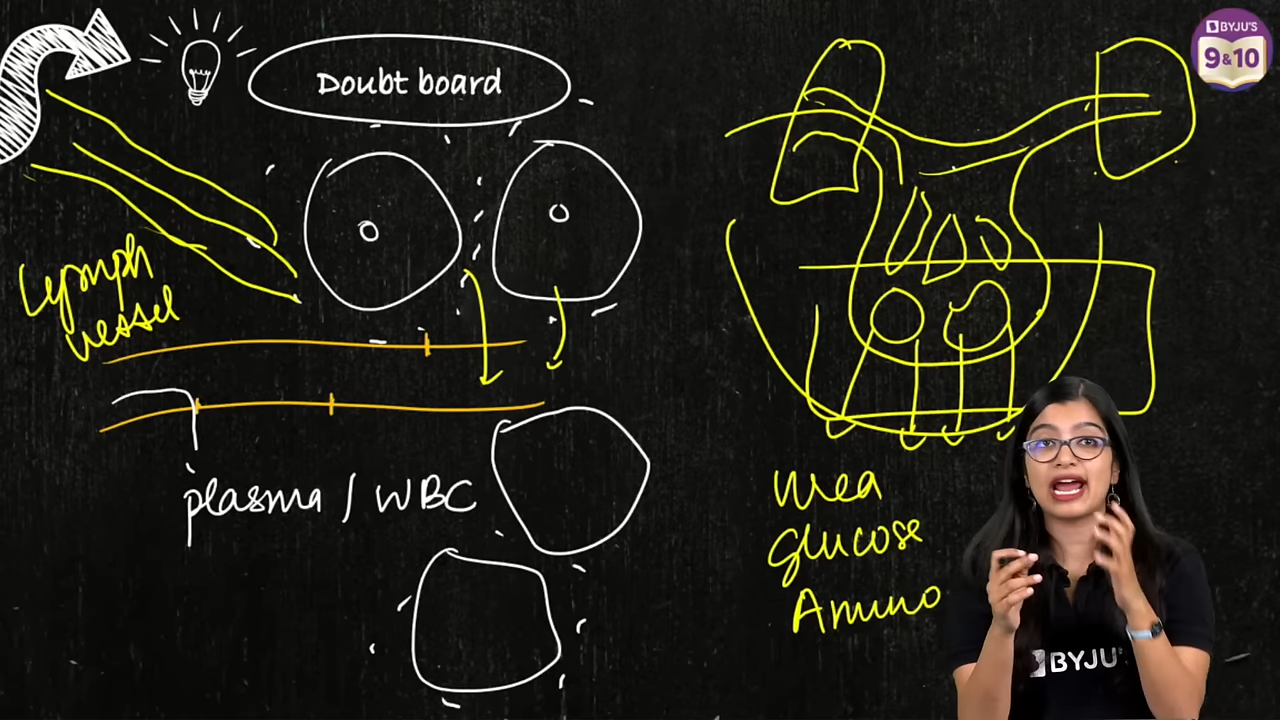 Doubt board
BYJU'S
9&10
Lymph
vessel
plasma / WBC
urea
glucose
Amino
BYJU'